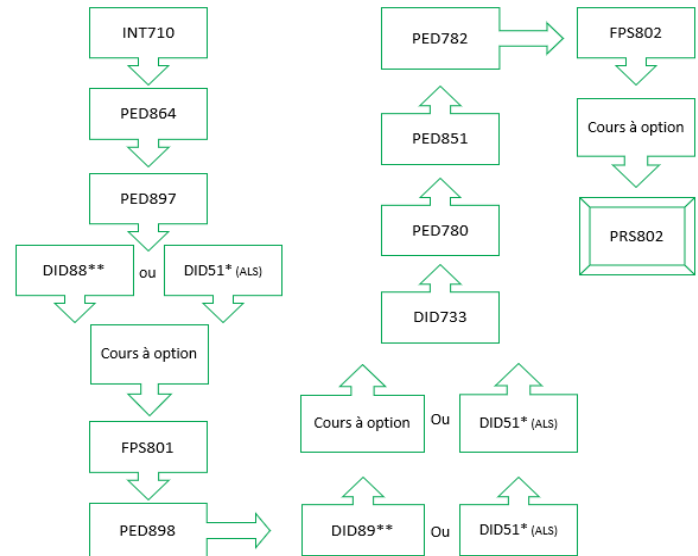 INT710
PED864
PED897
DID88** ou DID51* (ALS)
Cours à option
FPS801
PED898
DID89** Ou DID51* (ALS)
Cours à option Ou DID51* (ALS)
DID733
PED780
PED851
PED782
FPS802
Cours à option
PRS802